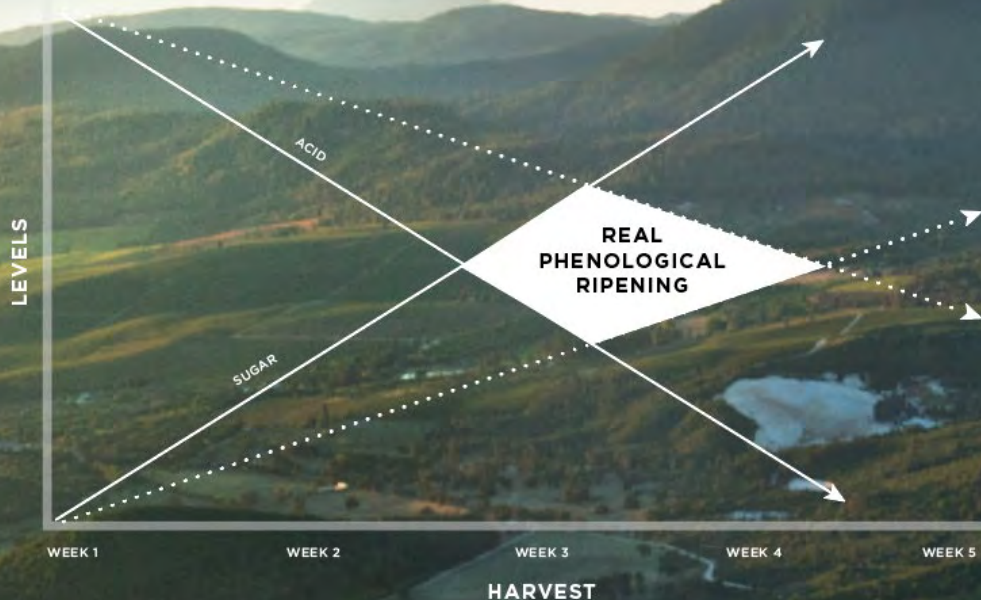 ACID
LEVELS
REAL
PHENOLOGICAL
RIPENING
SUGAR
WEEK 1
WEEK 2
WEEK 3
WEEK 4
WEEK 5
HARVEST